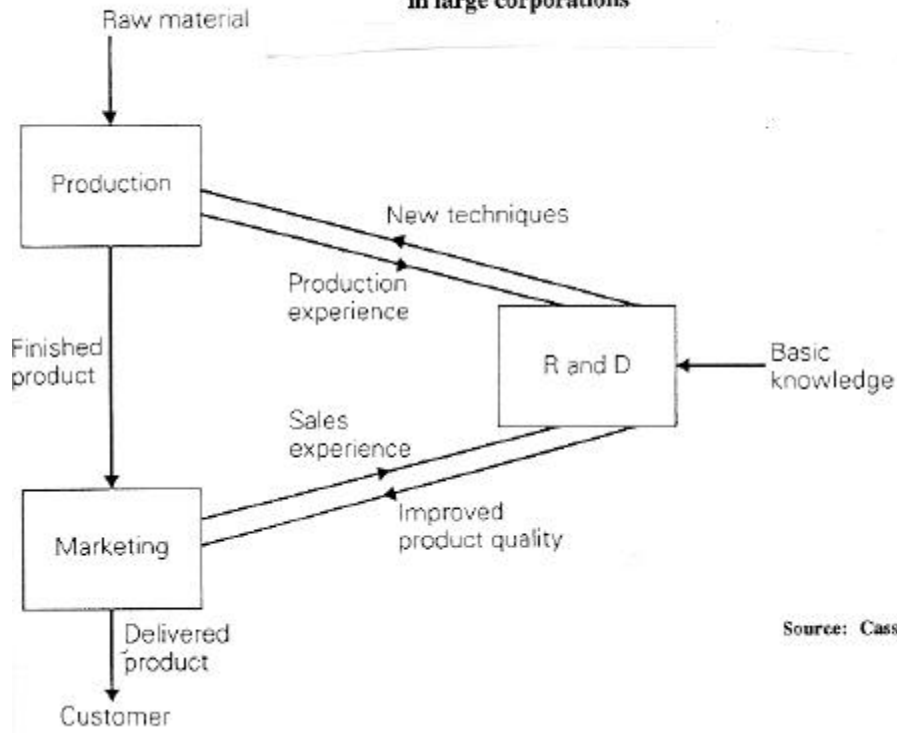 in large corporations
Raw material
Production
New techniques
Production
experience
Finished
product
R and D
Basic
knowledge
Sales
experience
Improved
product quality
Marketing
Delivered
product
Source: Cass
Customer